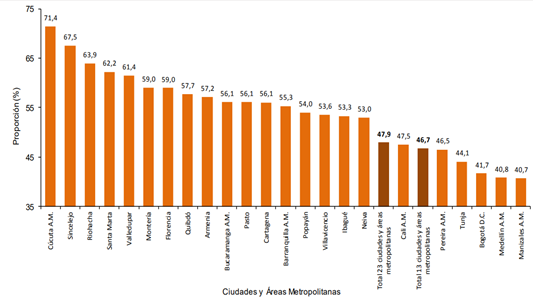 75
65
55
45
35
Proporción (%)
71,4
67,5
63,9
62,2
61,4
59,0
59,0
57,7
57,2
56,1
56,1
56,1
55,3
54,0
53,6
53,3
53,0
47,9
47,5
46,7
46,5
44,1
41,7
40,8
40,7
Cúcuta A.M.
Sincelejo
Riohacha
Santa Marta
Valledupar
Montería
Florencia
Quibdó
Armenia
Bucaramanga A.M.
Pasto
Cartagena
Barranquilla A.M.
Popayán
Villavicencio
Ibagué
Neiva
Total 23 ciudades y áreas
metropolitanas
Cali A.M.
Total 13 ciudades y áreas
metropolitanas
Pereira A.M.
Tunja
Bogotá D.C.
Medellín A.M.
Manizales A.M.
Ciudades y Áreas Metropolitanas